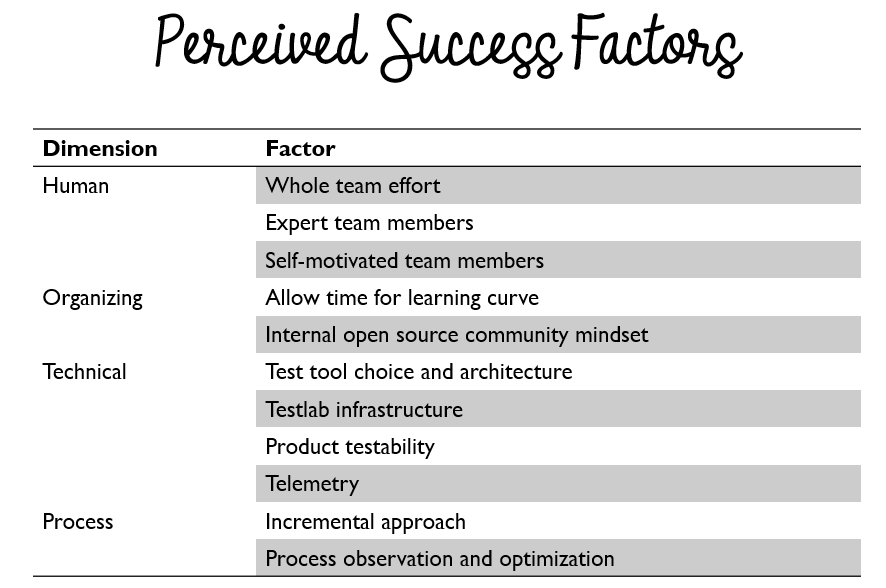 Perceived Success Factors
Dimension Factor
Human Whole team effort
Expert team members
Self-motivated team members
Organizing Allow time for learning curve
Internal open source community mindset
Technical Test tool choice and architecture
Testlab infrastructure
Product testability
Telemetry
Process Incremental approach
Process observation and optimization